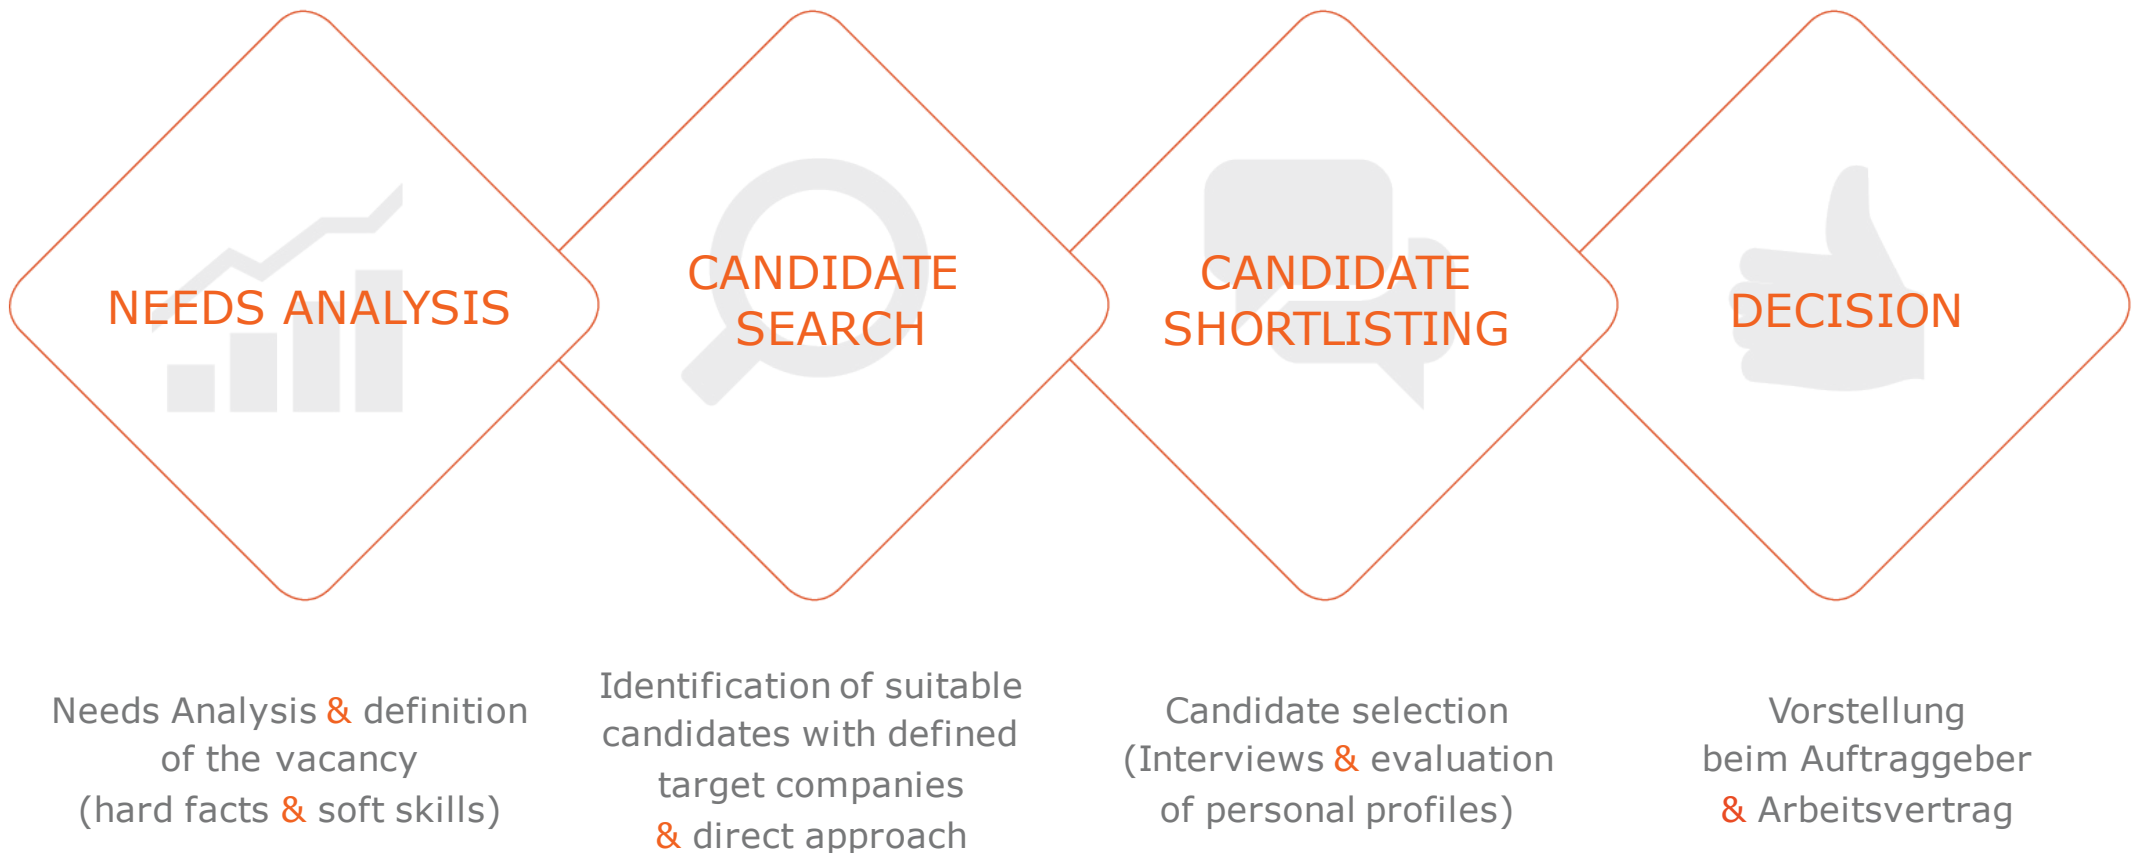 NEEDS ANALYSIS
CANDIDATE
SEARCH
CANDIDATE
SHORTLISTING
DECISION
Needs Analysis & definition
of the vacancy
(hard facts & soft skills)
Identification of suitable
candidates with defined
target companies
& direct approach
Candidate selection
(Interviews & evaluation
of personal profiles)
Vorstellung
beim Auftraggeber
& Arbeitsvertrag